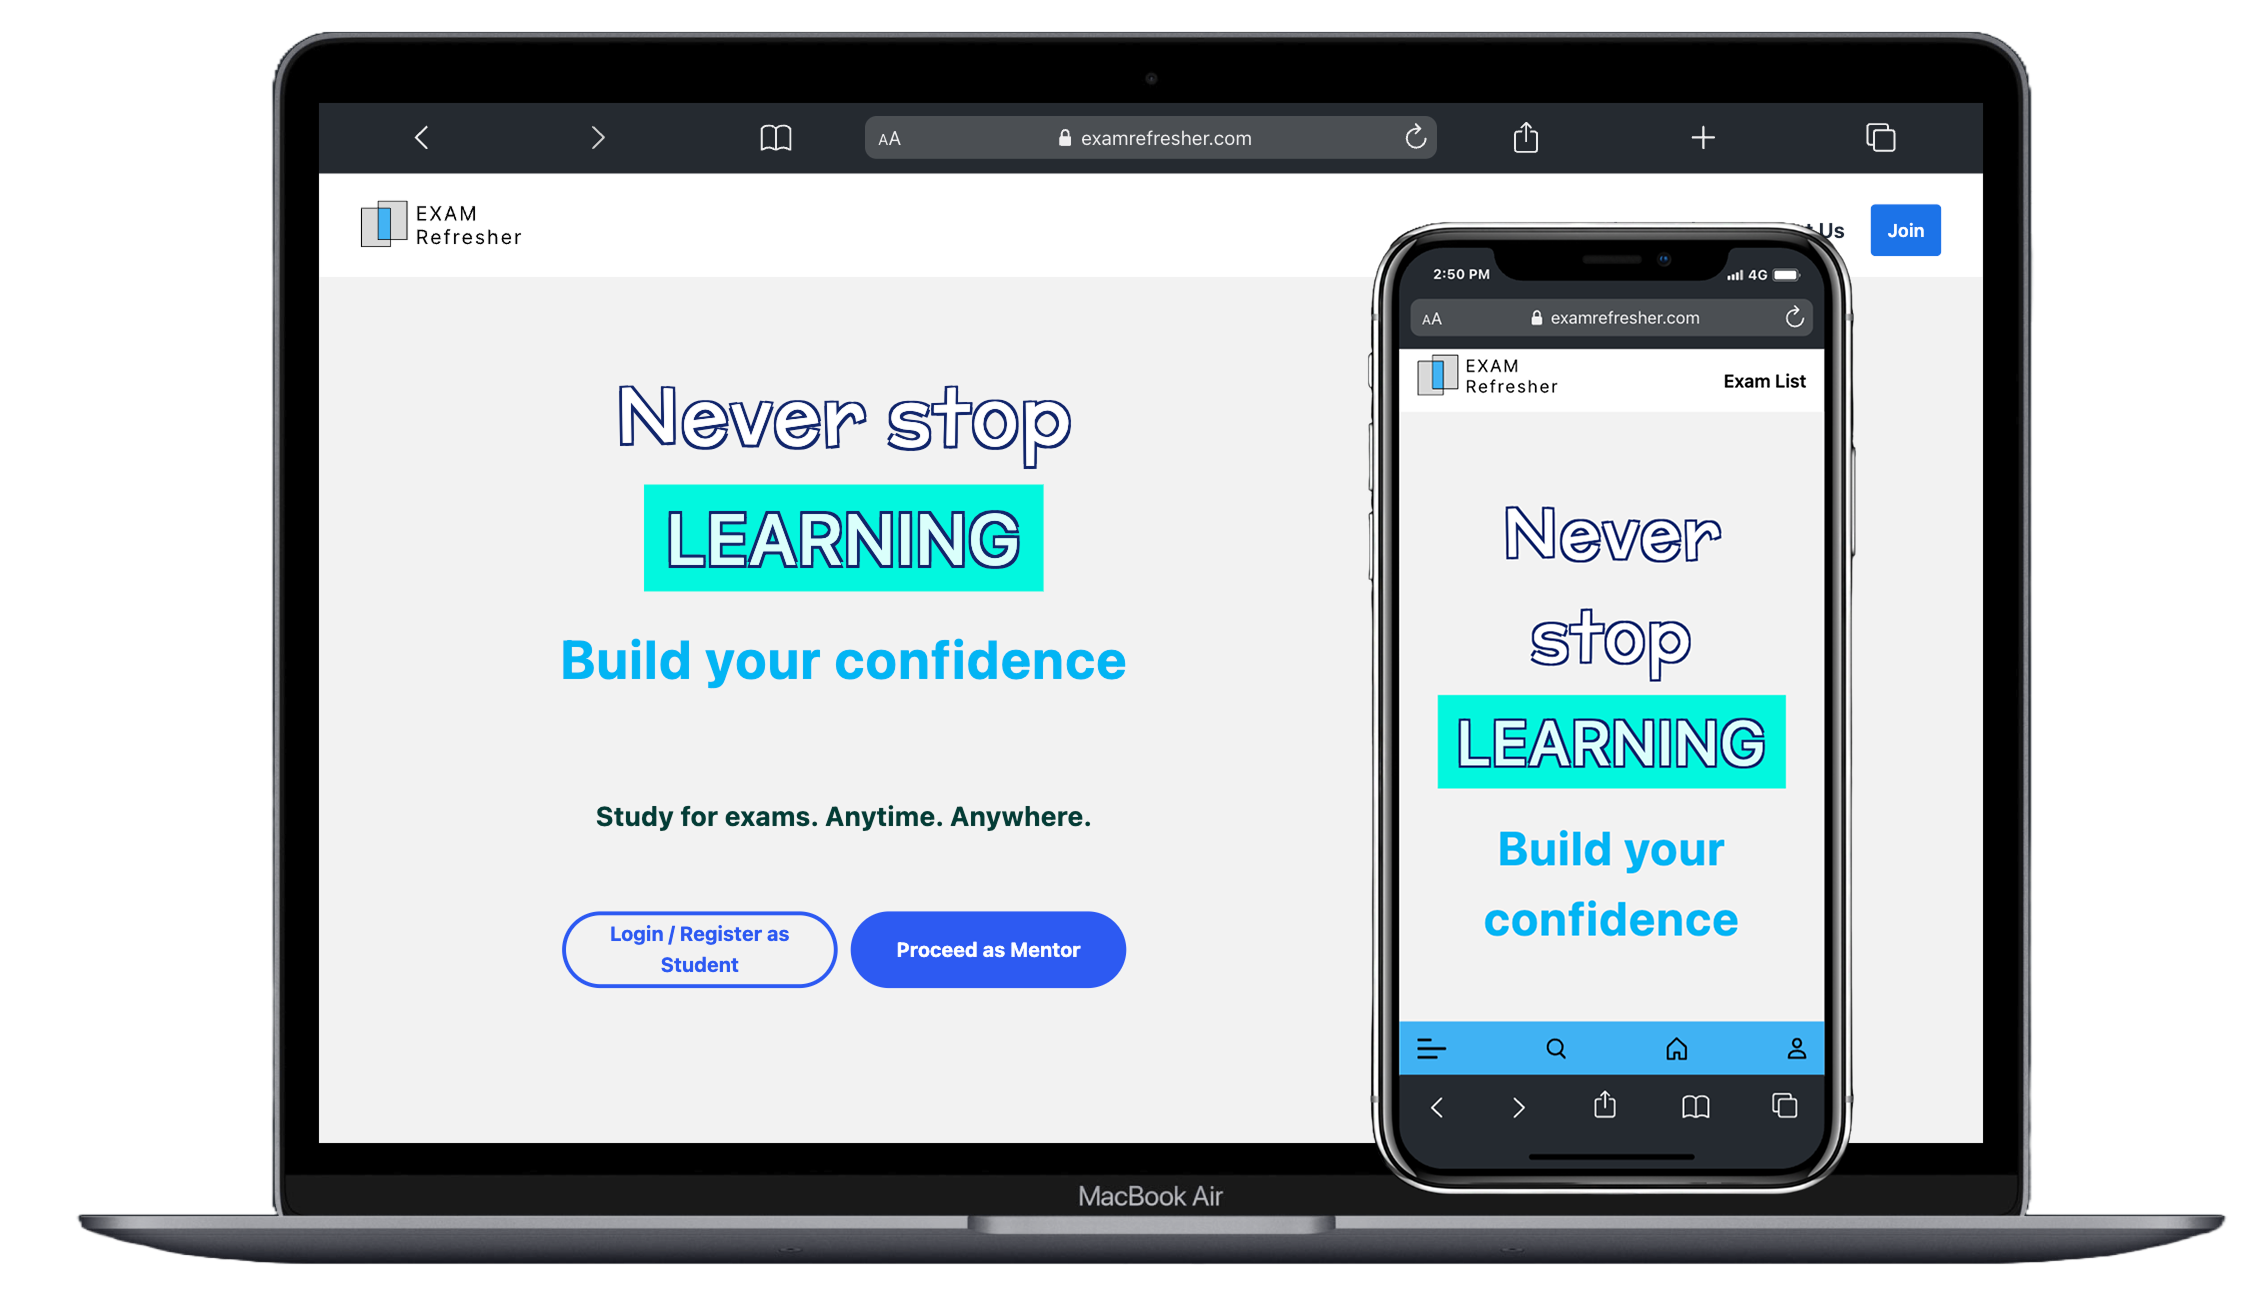 AA
examrefresher.com
EXAM
Refresher
Us
Join
Never stop
LEARNING
Build your confidence
Study for exams. Anytime. Anywhere.
Login / Register as
Student
Proceed as Mentor
2:50 PM
4G
AA
examrefresher.com
EXAM
Refresher
Exam List
Never
stop
LEARNING
Build your
confidence
MacBook Air